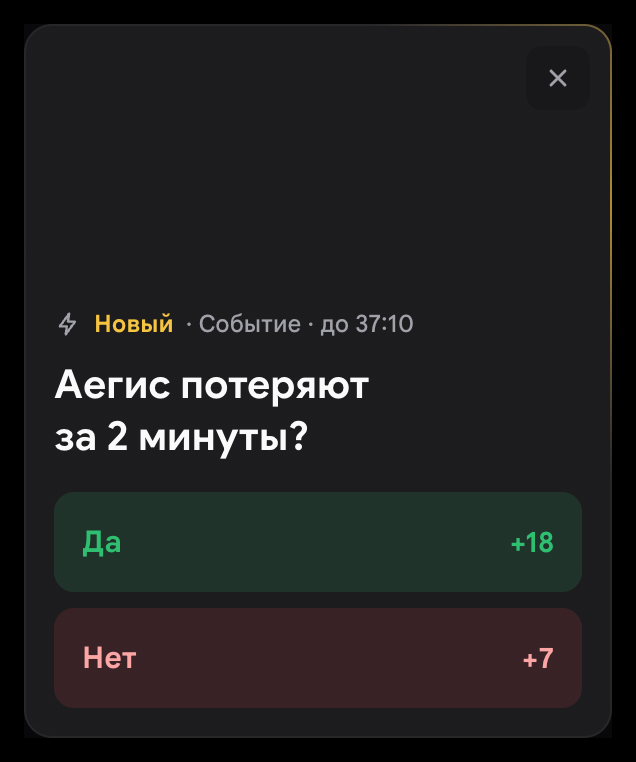 Новый · Событие · до 37:10
Аегис потеряют
за 2 минуты?
Да +18
Нет +7